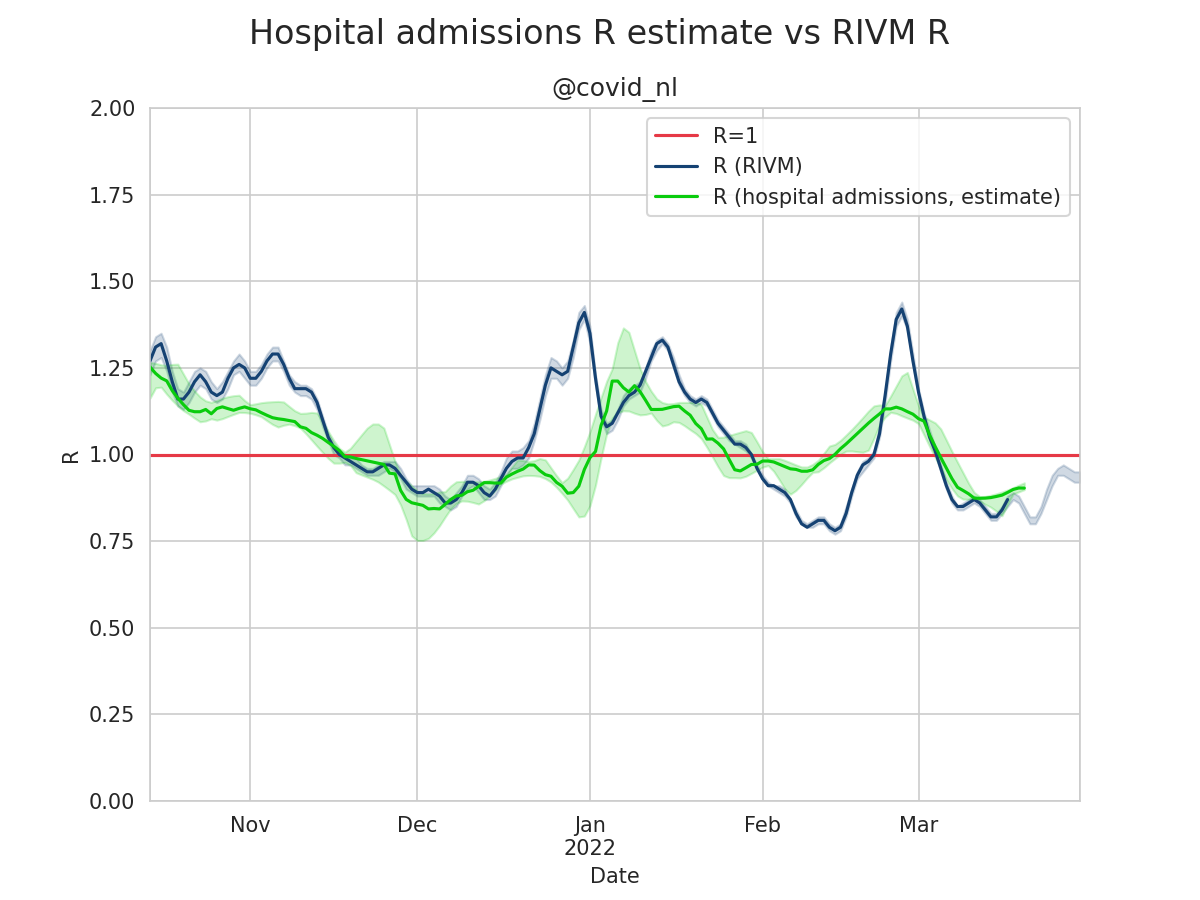 Hospital admissions R estimate vs RIVM R
@covid_nl
R=1
R (RIVM)
R (hospital admissions, estimate)
2.00
1.75
1.50
1.25
1.00
0.75
0.50
0.25
0.00
R
Nov Dec Jan Feb Mar
2022
Date